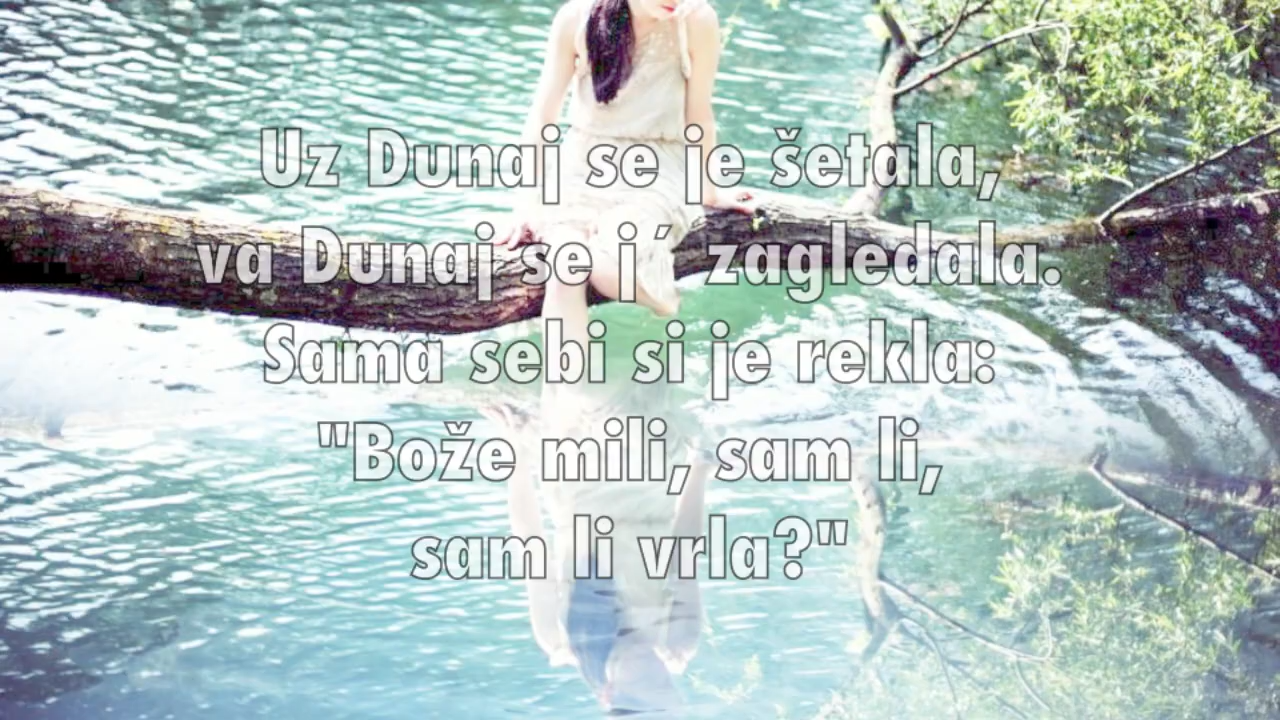 Uz Dunaj se je šetala,
va Dunaj se j´ zagledala.
Sama sebi si je rekla:
"Bože mili, sam li,
sam li vrla?"